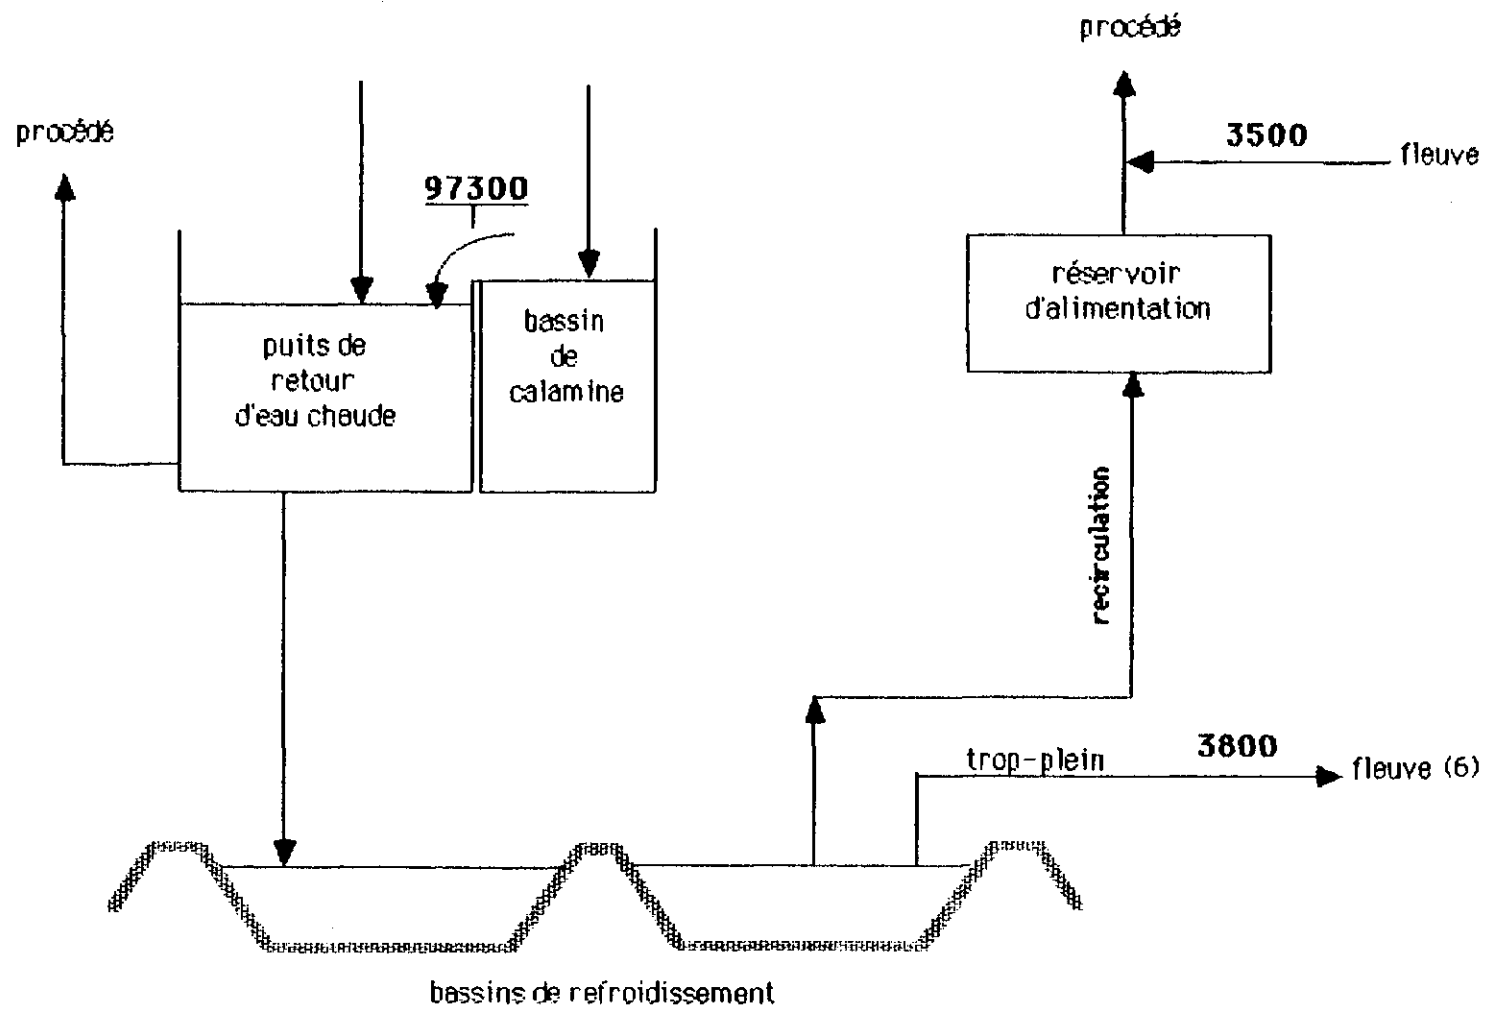 procédé
procédé
3500
fleuve
97300
réservoir
d'alimentation
bassin
de
calamine
puits de
retour
d'eau chaude
recirculation
trop-plein
3800
fleuve (6)
bassins de refroidissement